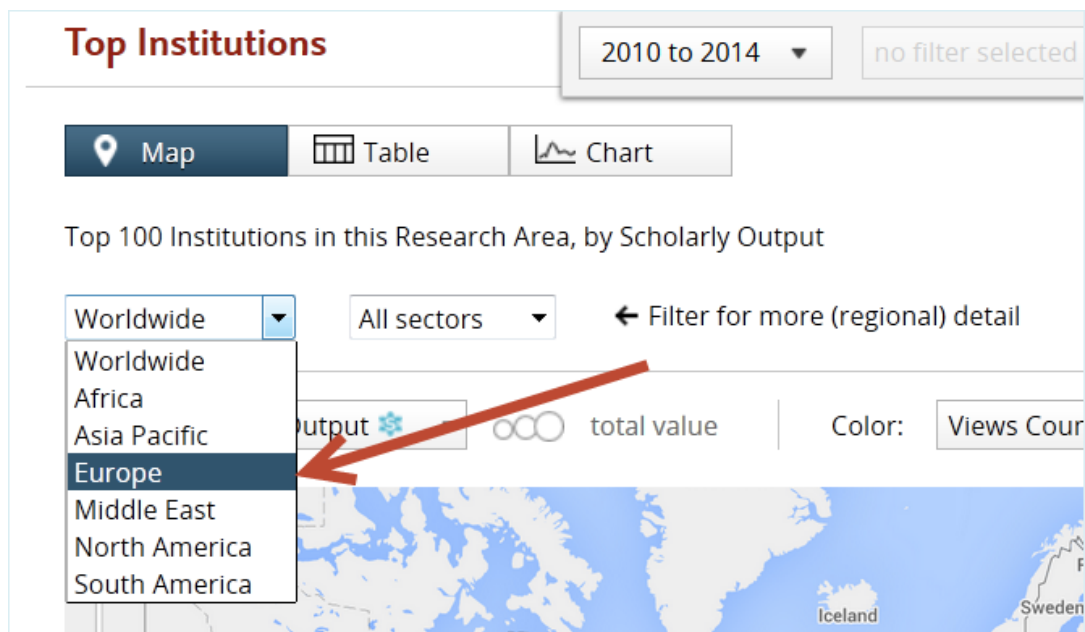 Top Institutions
2010 to 2014
no filter selected
Map
Table
Chart
Top 100 Institutions in this Research Area, by Scholarly Output
Worldwide
All sectors
← Filter for more (regional) detail
Worldwide
Africa
Asia Pacific
Europe
Middle East
North America
South America
total value
Color:
Views Cour
Iceland
Sweden